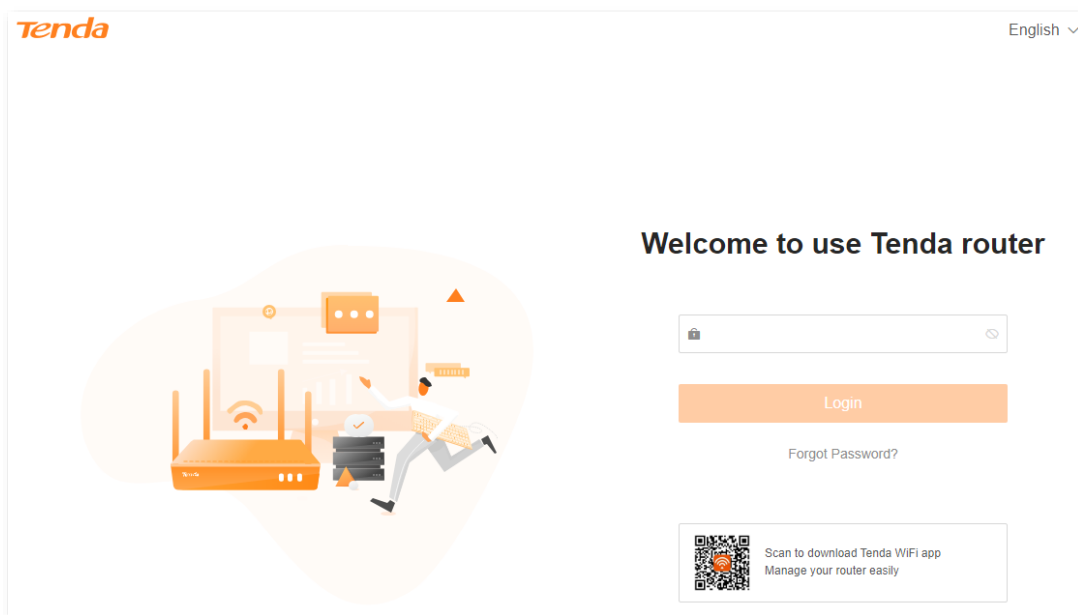 Tenda
English
Welcome to use Tenda router
Login
Forgot Password?
Scan to download Tenda WiFi app
Manage your router easily
Tenda